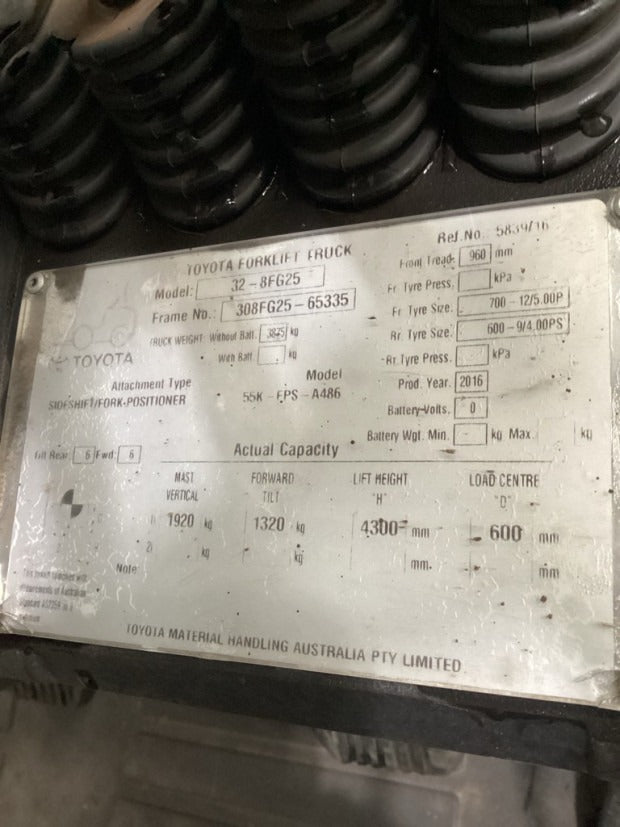 Ref.No. 5839/16
TOYOTA FORKLIFT TRUCK
Front Tread: 960 mm
Model: 32-8FG25
Fr Tyre Press. kPa
Frame No.: 308FG25-65335
Fr Tyre Size: 700-12/5.00P
TRUCK WEIGHT: Without Batt. kg
Rr. Tyre Size: 600-9/4.00PS
With Batt. kg
Rr Tyre Press. kPa
TOYOTA
Attachment Type Model
Prod. Year. 2016
SIDESHIFT/FORK-POSITIONER 55K-FPS-A486
Battery-Volts. 0
Battery Wgt. Min. - kg Max. kg
Tilt Rear 6 Fwd: 6
Actual Capacity
MAST VERTICAL FORWARD TILT LIFT HEIGHT "H" LOAD CENTRE "D"
1) 1920 kg 1320 kg 4300 mm 600 mm
2) kg kg mm. mm
Note:
TOYOTA MATERIAL HANDLING AUSTRALIA PTY LIMITED